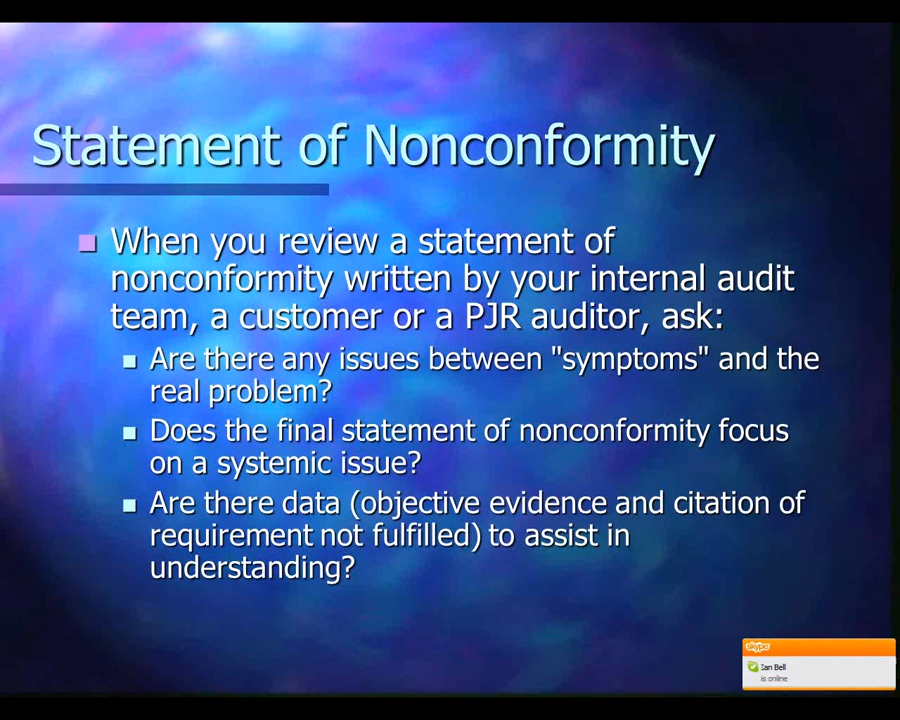 Statement of Nonconformity
When you review a statement of
nonconformity written by your internal audit
team, a customer or a PJR auditor, ask:
Are there any issues between "symptoms" and the
real problem?
Does the final statement of nonconformity focus
on a systemic issue?
Are there data (objective evidence and citation of
requirement not fulfilled) to assist in
understanding?
skype
Ian Bell
is online